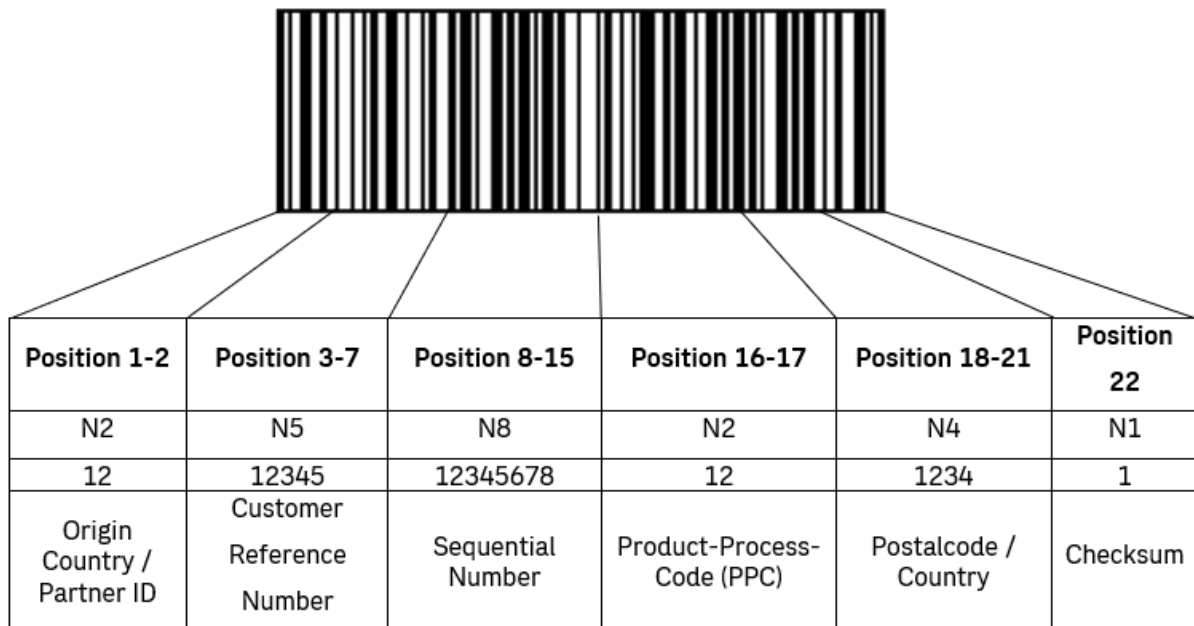 Position 1-2
Position 3-7
Position 8-15
Position 16-17
Position 18-21
Position
22
N2
N5
N8
N2
N4
N1
12
12345
12345678
12
1234
1
Origin
Country /
Partner ID
Customer
Reference
Number
Sequential
Number
Product-Process-
Code (PPC)
Postalcode /
Country
Checksum